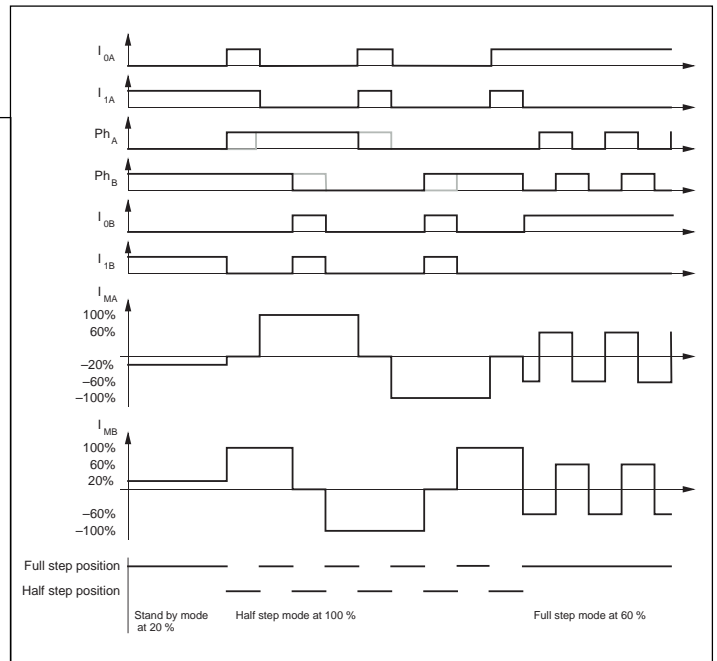 I0A
I1A
PhA
PhB
I0B
I1B
IMA
100%
60%
–20%
–60%
–100%
IMB
100%
60%
20%
–60%
–100%
Full step position
Half step position
Stand by mode
at 20 %
Half step mode at 100 %
Full step mode at 60 %